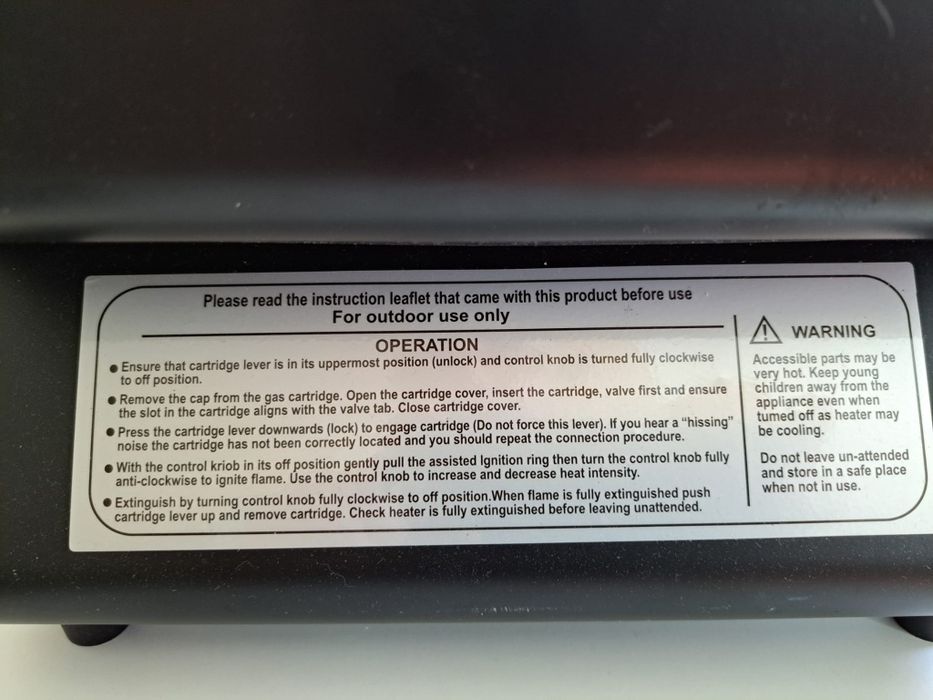 Please read the instruction leaflet that came with this product before use
For outdoor use only
OPERATION
● Ensure that cartridge lever is in its uppermost position (unlock) and control knob is turned fully clockwise
to off position.
● Remove the cap from the gas cartridge. Open the cartridge cover, insert the cartridge, valve first and ensure
the slot in the cartridge aligns with the valve tab. Close cartridge cover.
● Press the cartridge lever downwards (lock) to engage cartridge (Do not force this lever). If you hear a “hissing”
noise the cartridge has not been correctly located and you should repeat the connection procedure.
● With the control kriob in its off position gently pull the assisted Ignition ring then turn the control knob fully
anti-clockwise to ignite flame. Use the control knob to increase and decrease heat intensity.
● Extinguish by turning control knob fully clockwise to off position.When flame is fully extinguished push
cartridge lever up and remove cartridge. Check heater is fully extinguished before leaving unattended.
WARNING
Accessible parts may be
very hot. Keep young
children away from the
appliance even when
tumed off as heater may
be cooling.
Do not leave un-attended
and store in a safe place
when not in use.